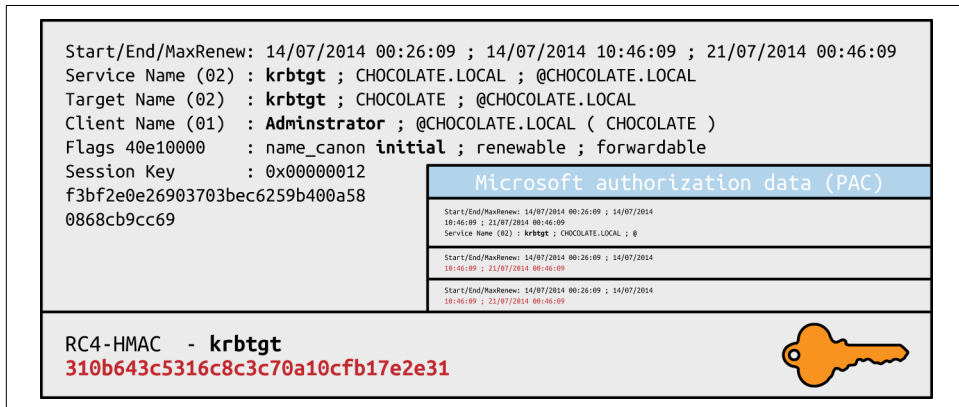 Start/End/MaxRenew: 14/07/2014 00:26:09 ; 14/07/2014 10:46:09 ; 21/07/2014 00:46:09
Service Name (02) : krbtgt ; CHOCOLATE.LOCAL ; @CHOCOLATE.LOCAL
Target Name (02) : krbtgt ; CHOCOLATE ; @CHOCOLATE.LOCAL
Client Name (01) : Adminstrator ; @CHOCOLATE.LOCAL ( CHOCOLATE )
Flags 40e10000 : name_canon initial ; renewable ; forwardable
Session Key : 0x00000012
f3bf2e0e26903703bec6259b400a58
0868cb9cc69
Microsoft authorization data (PAC)
Start/End/MaxRenew: 14/07/2014 00:26:09 ; 14/07/2014
10:46:09 ; 21/07/2014 00:46:09
Service Name (02) : krbtgt ; CHOCOLATE.LOCAL ; @
Start/End/MaxRenew: 14/07/2014 00:26:09 ; 14/07/2014
10:46:09 ; 21/07/2014 00:46:09
Start/End/MaxRenew: 14/07/2014 00:26:09 ; 14/07/2014
10:46:09 ; 21/07/2014 00:46:09
RC4-HMAC - krbtgt
310b643c5316c8c3c70a10cfb17e2e31